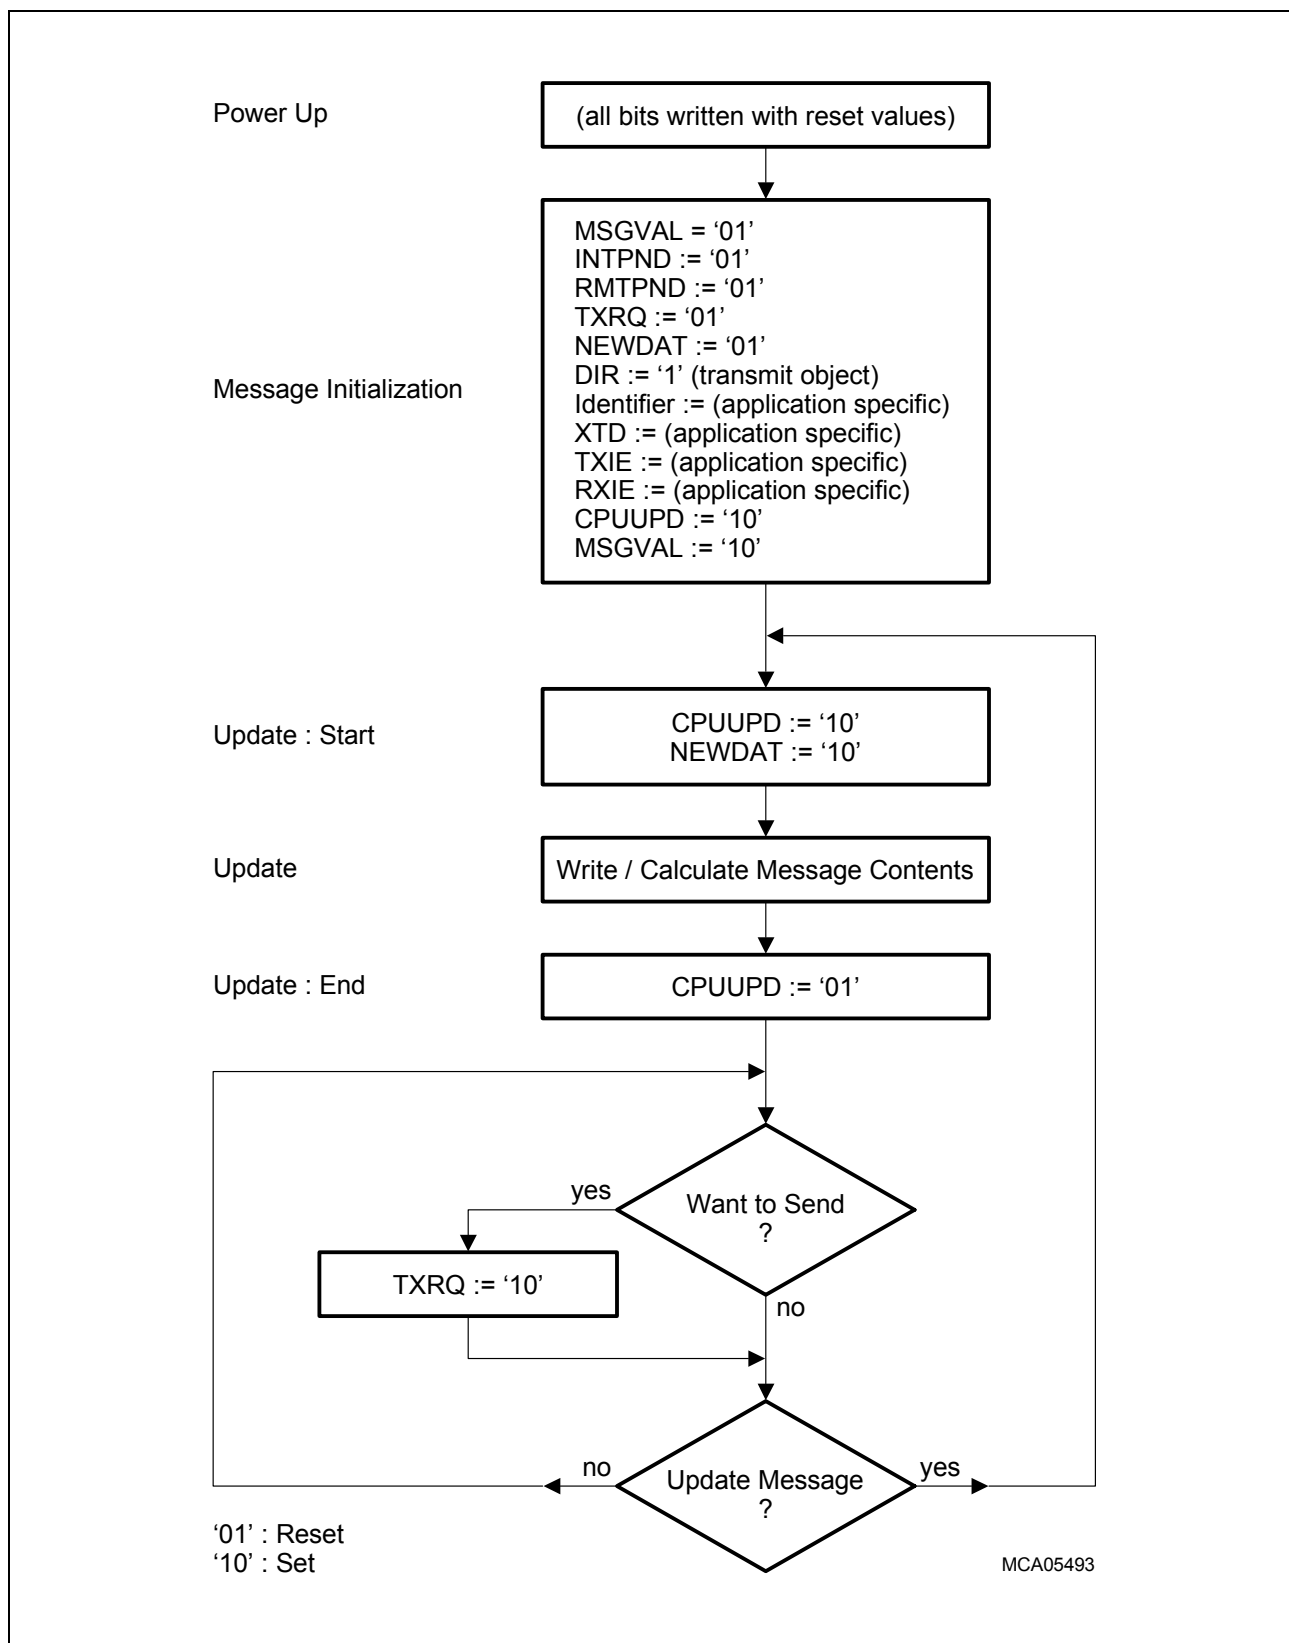 Power Up
(all bits written with reset values)
Message Initialization
MSGVAL = ‘01’
INTPND := ‘01’
RMTPND := ‘01’
TXRQ := ‘01’
NEWDAT := ‘01’
DIR := ‘1’ (transmit object)
Identifier := (application specific)
XTD := (application specific)
TXIE := (application specific)
RXIE := (application specific)
CPUUPD := ‘10’
MSGVAL := ‘10’
Update : Start
CPUUPD := ‘10’
NEWDAT := ‘10’
Update
Write / Calculate Message Contents
Update : End
CPUUPD := ‘01’
yes
Want to Send
?
TXRQ := ‘10’
no
no
Update Message
?
yes
‘01’ : Reset
‘10’ : Set
MCA05493